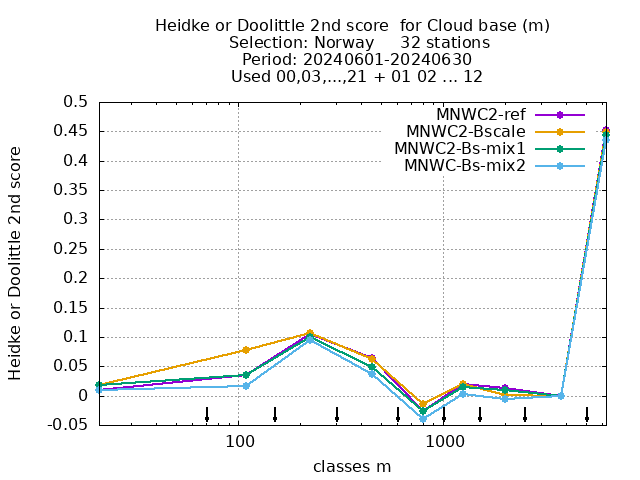 Heidke or Doolittle 2nd score  for Cloud base (m)
Selection: Norway     32 stations
Period: 20240601-20240630
Used 00,03,...,21 + 01 02 ... 12
Heidke or Doolittle 2nd score
0.5
0.45
0.4
0.35
0.3
0.25
0.2
0.15
0.1
0.05
0
-0.05
MNWC2-ref
MNWC2-Bscale
MNWC2-Bs-mix1
MNWC-Bs-mix2
100
1000
classes m